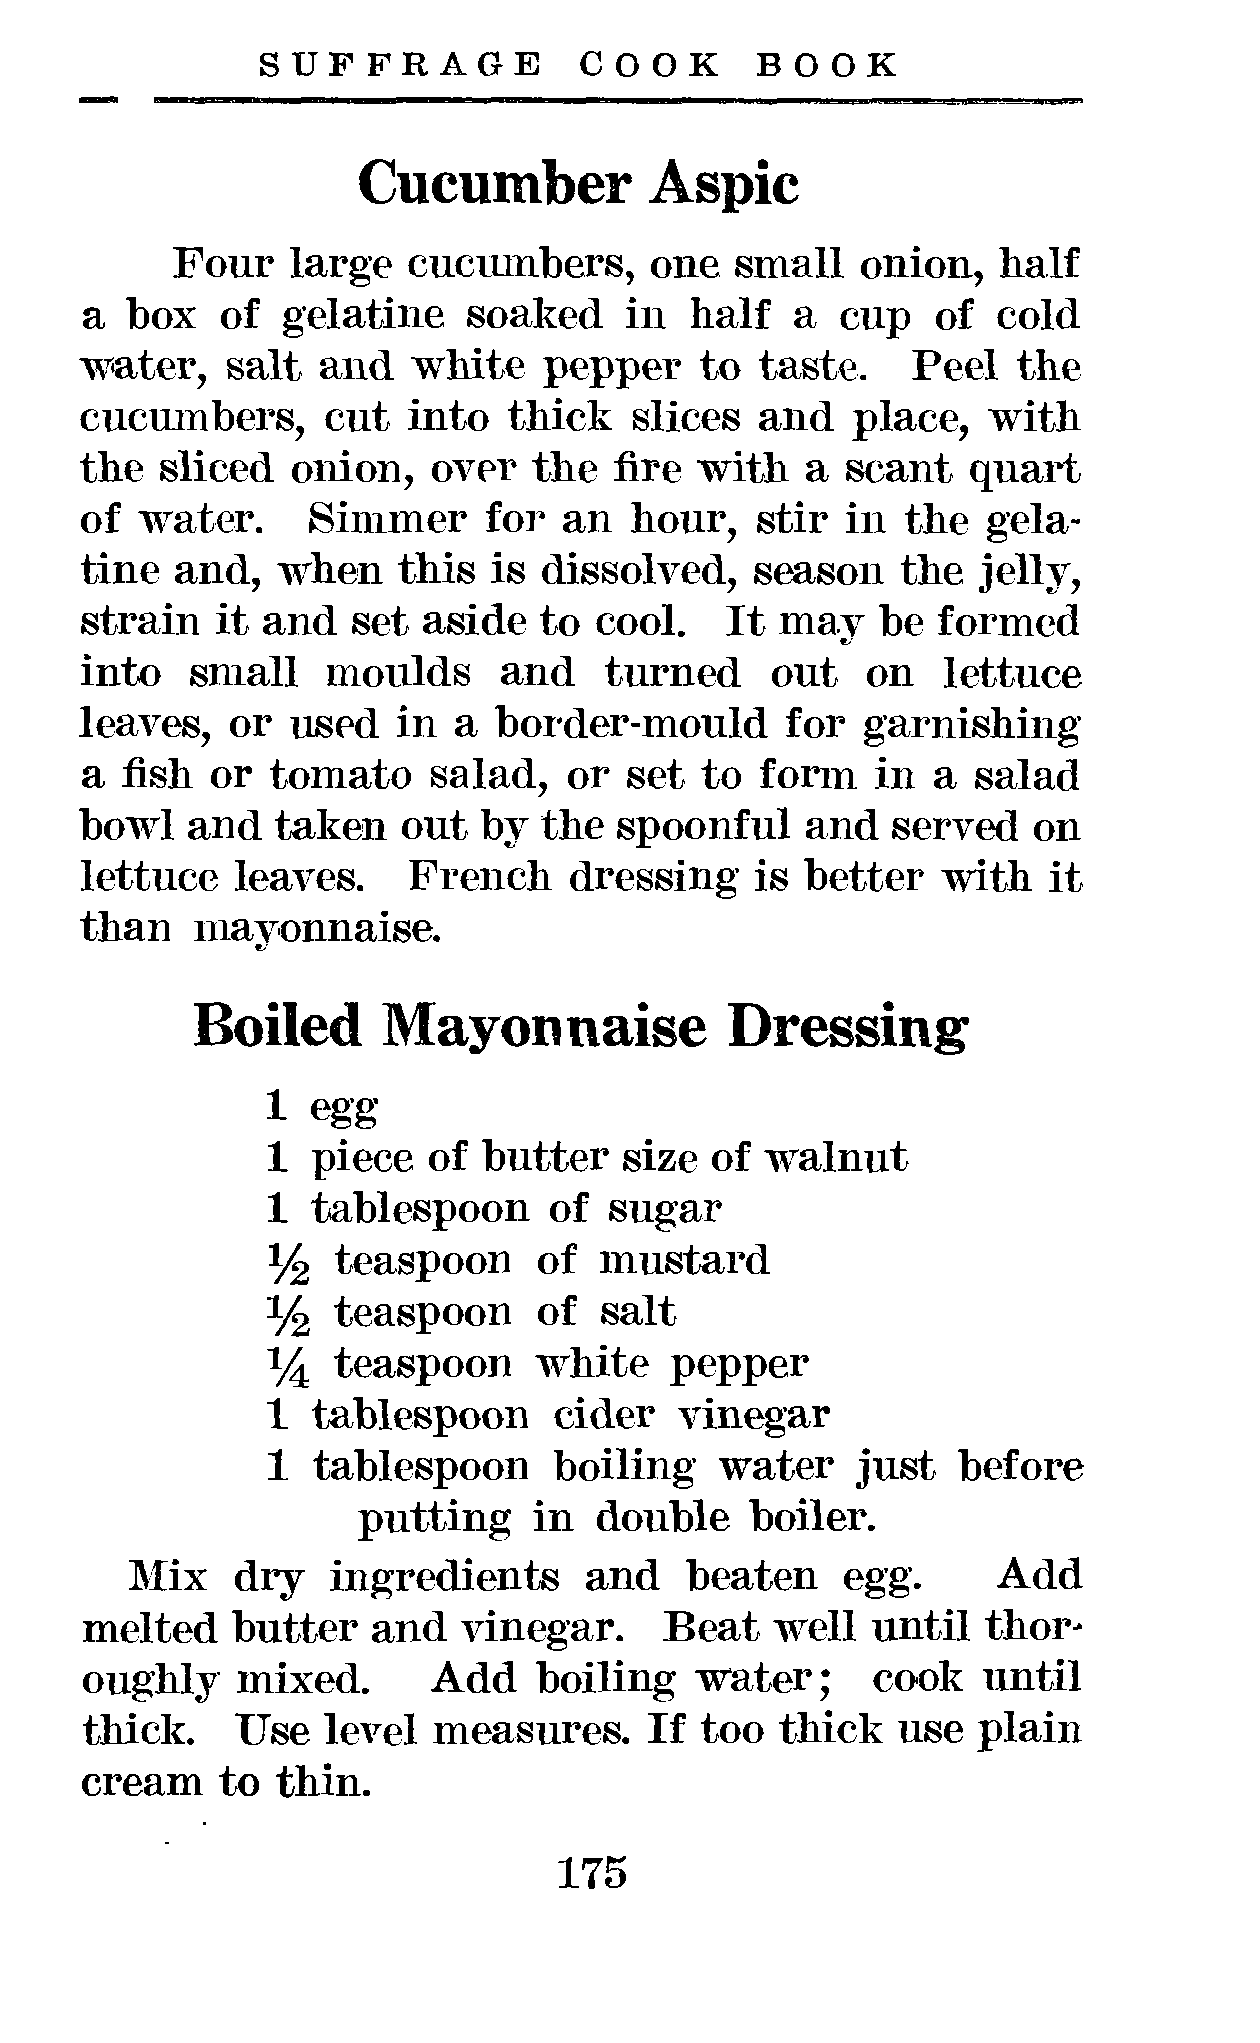 SUFFRAGE COOK BOOK
Cucumber Aspic
Four large cucumbers, one small onion, half
a box of gelatine soaked in half a cup of cold
water, salt and white pepper to taste. Peel the
cucumbers, cut into thick slices and place, with
the sliced onion, over the fire with a scant quart
of water. Simmer for an hour, stir in the gela-
tine and, when this is dissolved, season the jelly,
strain it and set aside to cool. It may be formed
into small moulds and turned out on lettuce
leaves, or used in a border-mould for garnishing
a fish or tomato salad, or set to form in a salad
bowl and taken out by the spoonful and served on
lettuce leaves. French dressing is better with it
than mayonnaise.
Boiled Mayonnaise Dressing
1 egg
1 piece of butter size of walnut
1 tablespoon of sugar
½ teaspoon of mustard
½ teaspoon of salt
¼ teaspoon white pepper
1 tablespoon cider vinegar
1 tablespoon boiling water just before
putting in double boiler.
Mix dry ingredients and beaten egg. Add
melted butter and vinegar. Beat well until thor-
oughly mixed. Add boiling water; cook until
thick. Use level measures. If too thick use plain
cream to thin.
175